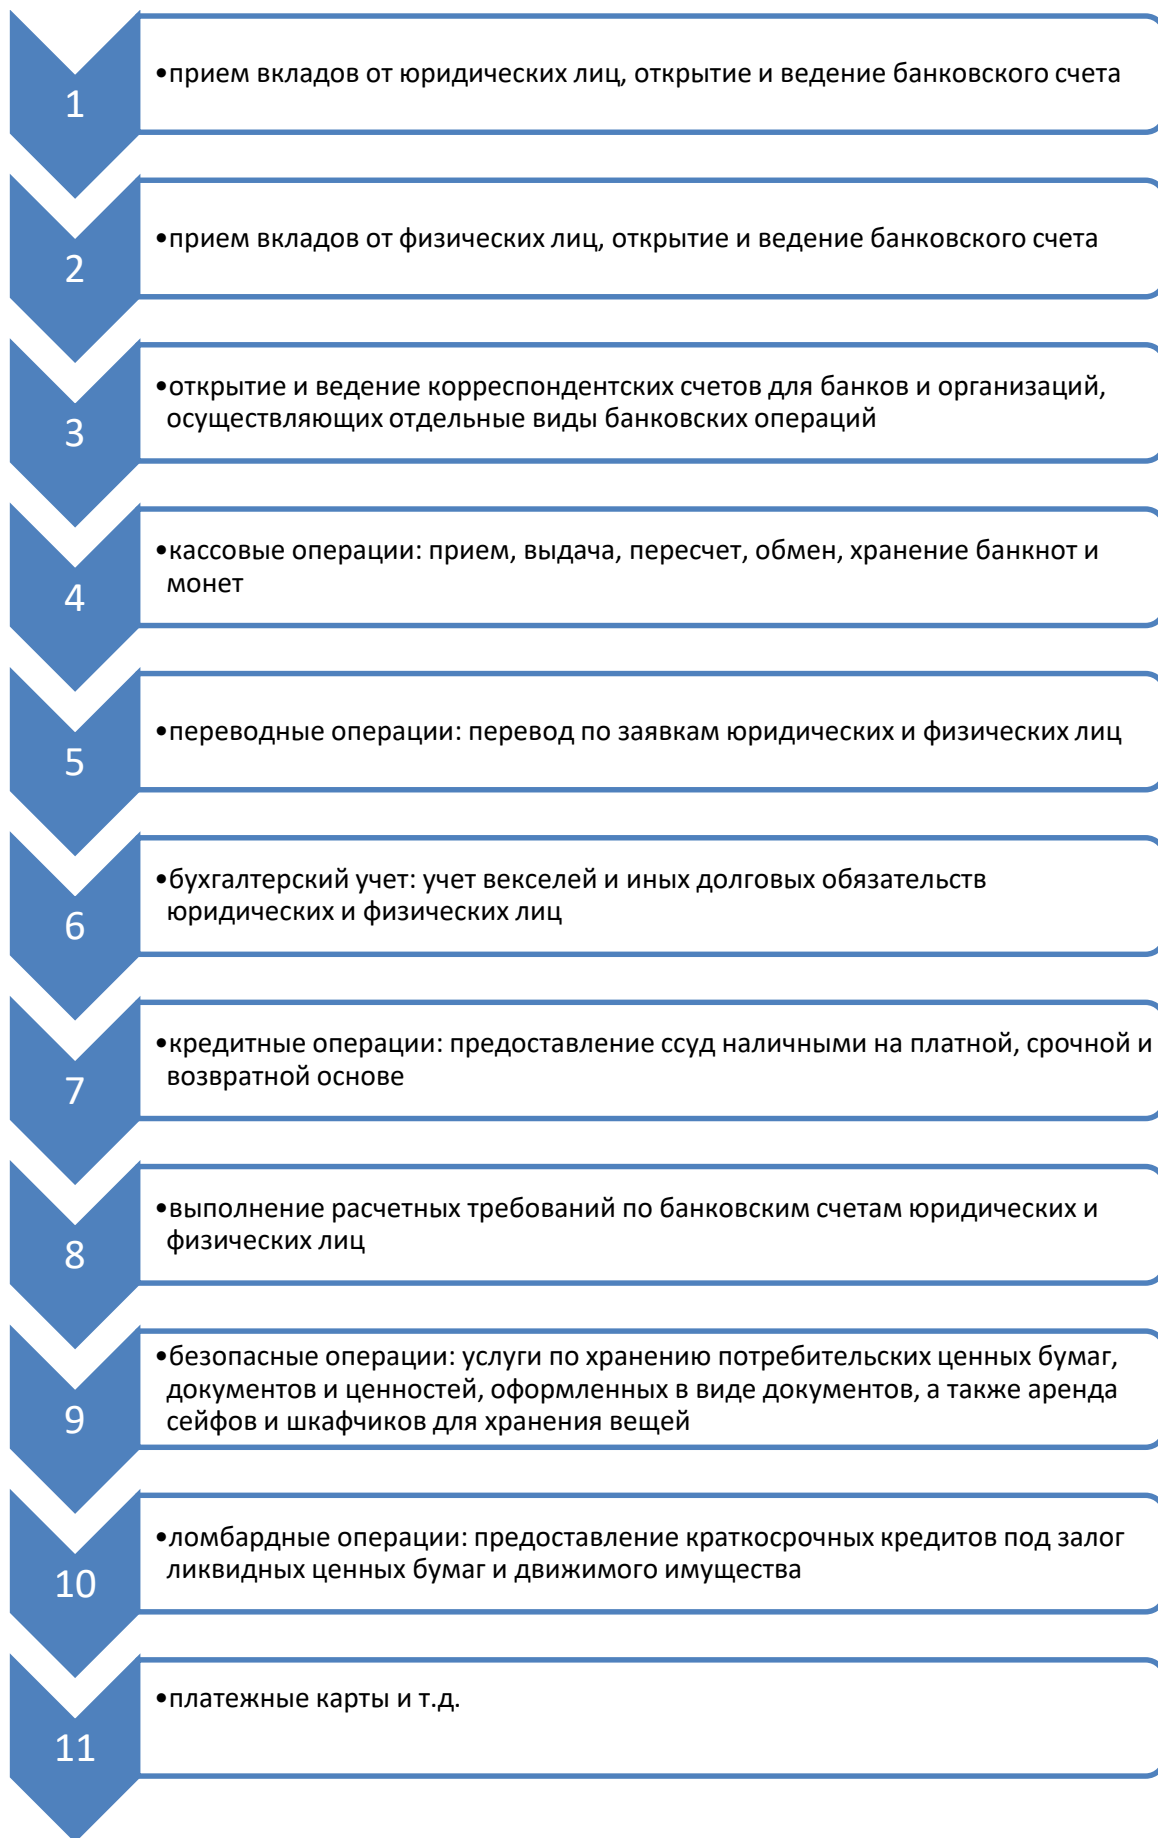 1
•прием вкладов от юридических лиц, открытие и ведение банковского счета
2
•прием вкладов от физических лиц, открытие и ведение банковского счета
3
•открытие и ведение корреспондентских счетов для банков и организаций,
осуществляющих отдельные виды банковских операций
4
•кассовые операции: прием, выдача, пересчет, обмен, хранение банкнот и
монет
5
•переводные операции: перевод по заявкам юридических и физических лиц
6
•бухгалтерский учет: учет векселей и иных долговых обязательств
юридических и физических лиц
7
•кредитные операции: предоставление ссуд наличными на платной, срочной и
возвратной основе
8
•выполнение расчетных требований по банковским счетам юридических и
физических лиц
9
•безопасные операции: услуги по хранению потребительских ценных бумаг,
документов и ценностей, оформленных в виде документов, а также аренда
сейфов и шкафчиков для хранения вещей
10
•ломбардные операции: предоставление краткосрочных кредитов под залог
ликвидных ценных бумаг и движимого имущества
11
•платежные карты и т.д.